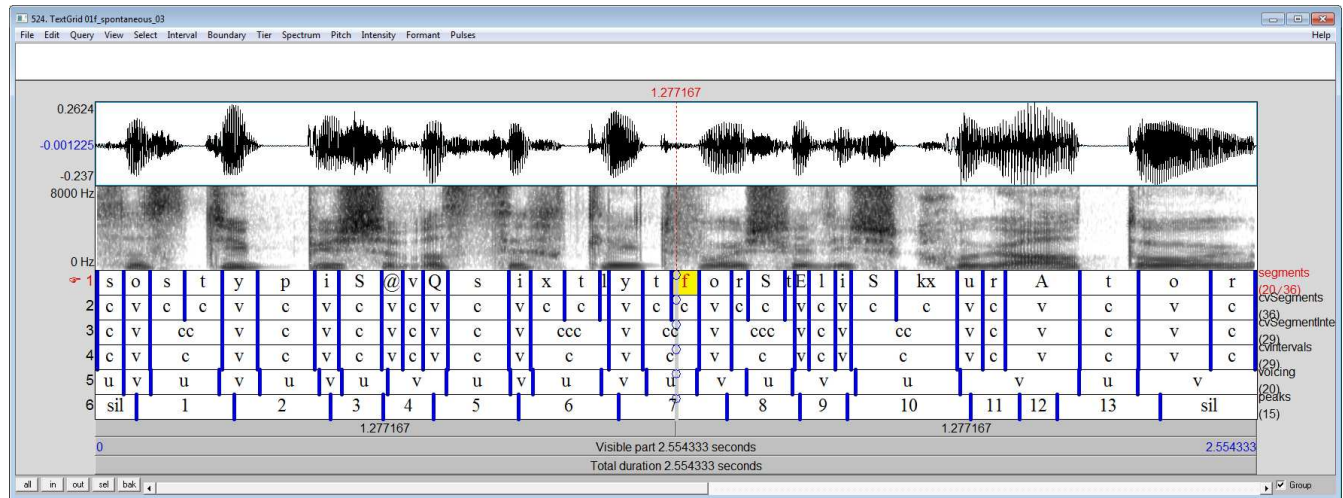 524. TextGrid 01f_spontaneous_03
File Edit Query View Select Interval Boundary Tier Spectrum Pitch Intensity Formant Pulses Help
1.277167
0.2624
-0.001225
-0.237
8000 Hz
0 Hz
1 s o s t y p i S @ v Q s i x t l y t f o r S t E l i S kx u r A t o r segments (20/36)
2 c v c c v c v c v c v c v c c c v c c v c c c v c v c c v c v c v c cvSegments (36)
3 c v cc v c v c v c v c v ccc v cc v ccc v c v cc v c v c v c cvSegmentInte (29)
4 c v c v c v c v c v c v c v c v c v c v c v c v c v c cvIntervals (29)
5 u v u v u v u v u v u v u v u v u v u v voicing (20)
6 sil 1 2 3 4 5 6 7 8 9 10 11 12 13 sil peaks (15)
1.277167 1.277167
0 Visible part 2.554333 seconds 2.554333
Total duration 2.554333 seconds
all in out sel bak Group